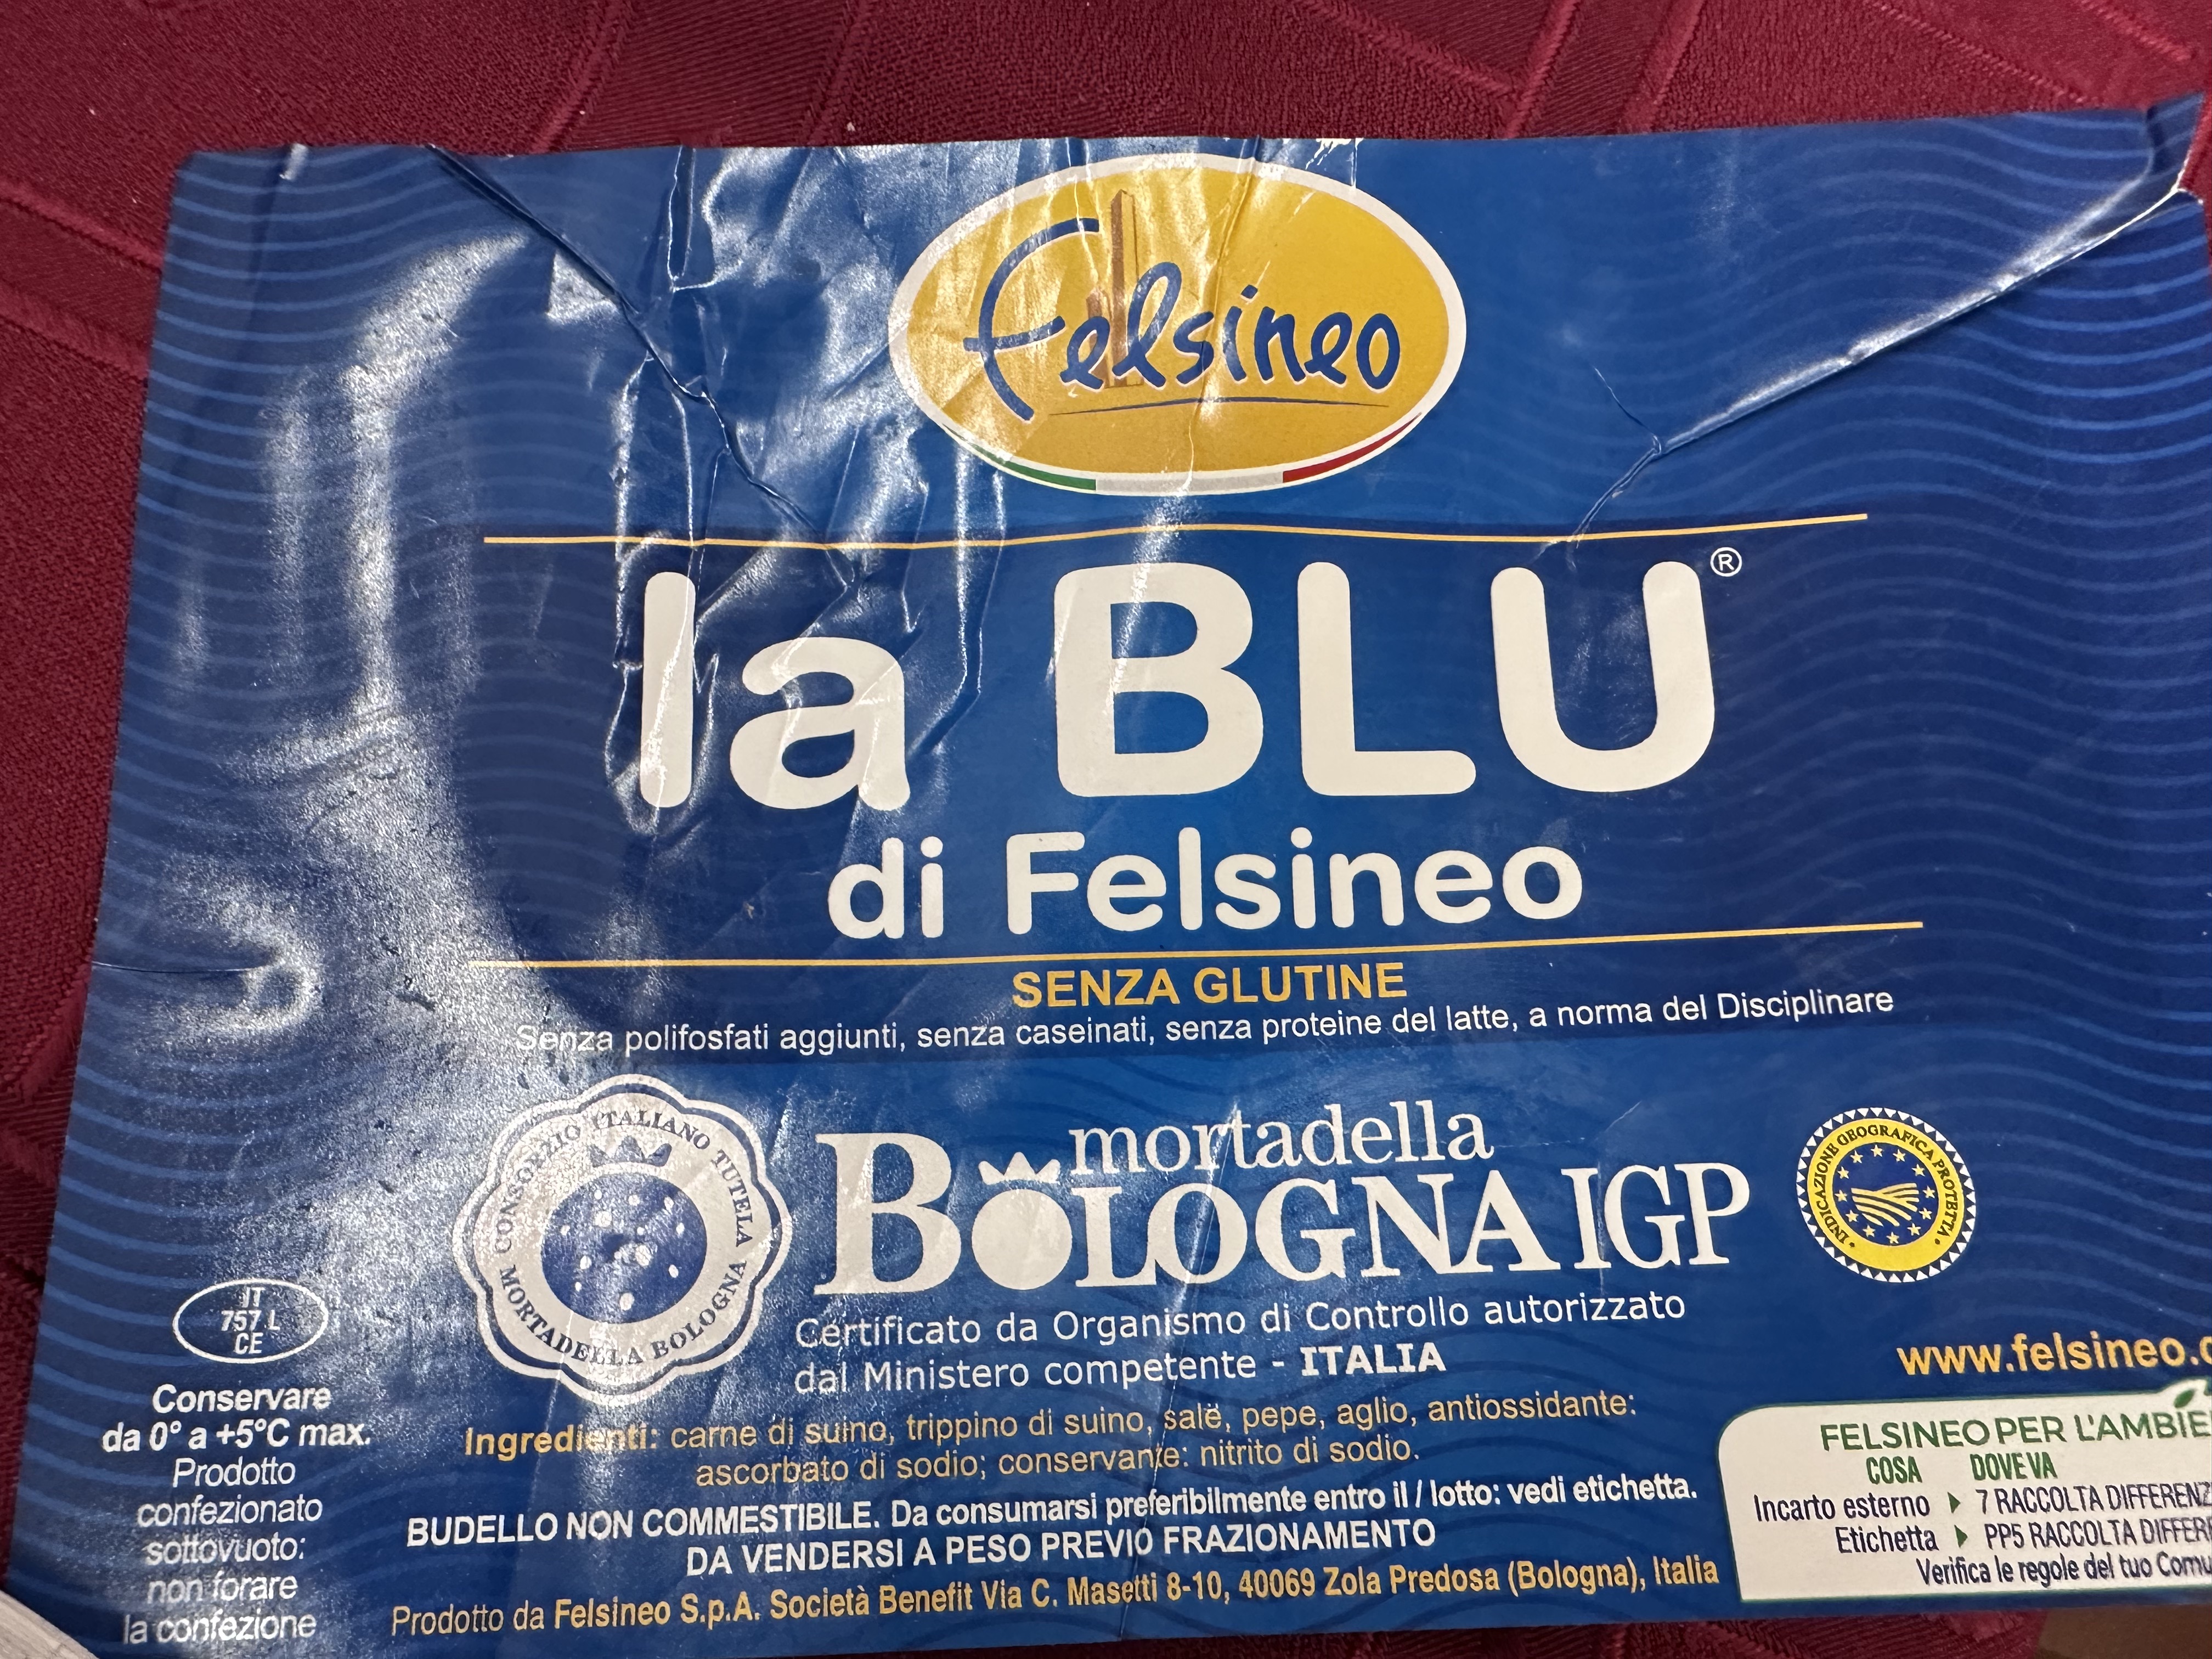 Felsineo
la BLU®
di Felsineo
SENZA GLUTINE
Senza polifosfati aggiunti, senza caseinati, senza proteine del latte, a norma del Disciplinare
CONSORZIO ITALIANO TUTELA
MORTADELLA BOLOGNA
mortadella
BOLOGNA IGP
INDICAZIONE GEOGRAFICA PROTETTA
Certificato da Organismo di Controllo autorizzato
dal Ministero competente - ITALIA
IT
757 L
CE
Conservare
da 0° a +5°C max.
Prodotto
confezionato
sottovuoto:
non forare
la confezione
Ingredienti: carne di suino, trippino di suino, sale, pepe, aglio, antiossidante:
ascorbato di sodio; conservante: nitrito di sodio.
BUDELLO NON COMMESTIBILE. Da consumarsi preferibilmente entro il / lotto: vedi etichetta.
DA VENDERSI A PESO PREVIO FRAZIONAMENTO
Prodotto da Felsineo S.p.A. Società Benefit Via C. Masetti 8-10, 40069 Zola Predosa (Bologna), Italia
www.felsineo.
FELSINEO PER L'AMBIE
COSA DOVE VA
Incarto esterno ▶ 7 RACCOLTA DIFFERENZ
Etichetta ▶ PP5 RACCOLTA DIFFER
Verifica le regole del tuo Comu